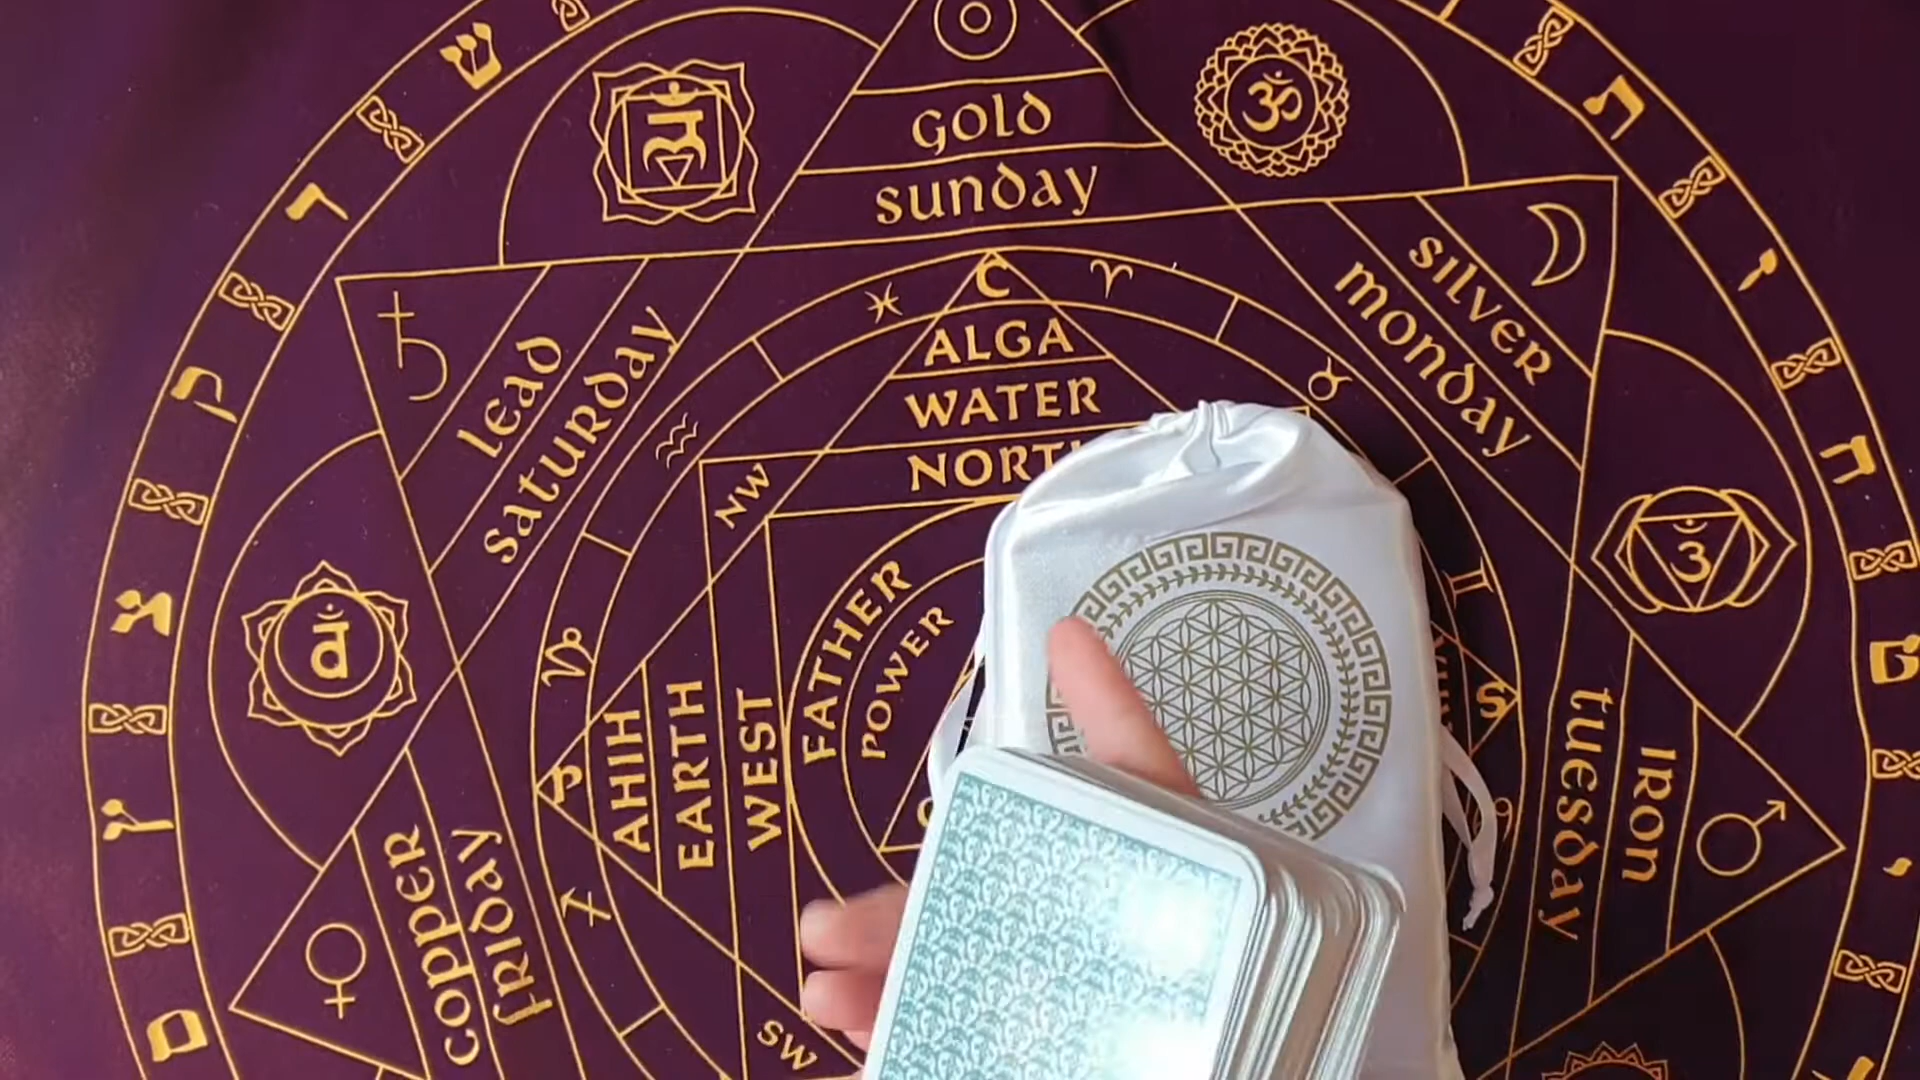 GOLD
SUNDAY
SILVER
MONDAY
LEAD
SATURDAY
C
ALGA
WATER
NORT
NW
FATHER
POWER
AHIH
EARTH
WEST
S
IRON
TUESDAY
COPPER
FRIDAY
SW
ॐ
लं
वं
ש
ר
ק
צ
ץ
ם
ת
ח
י